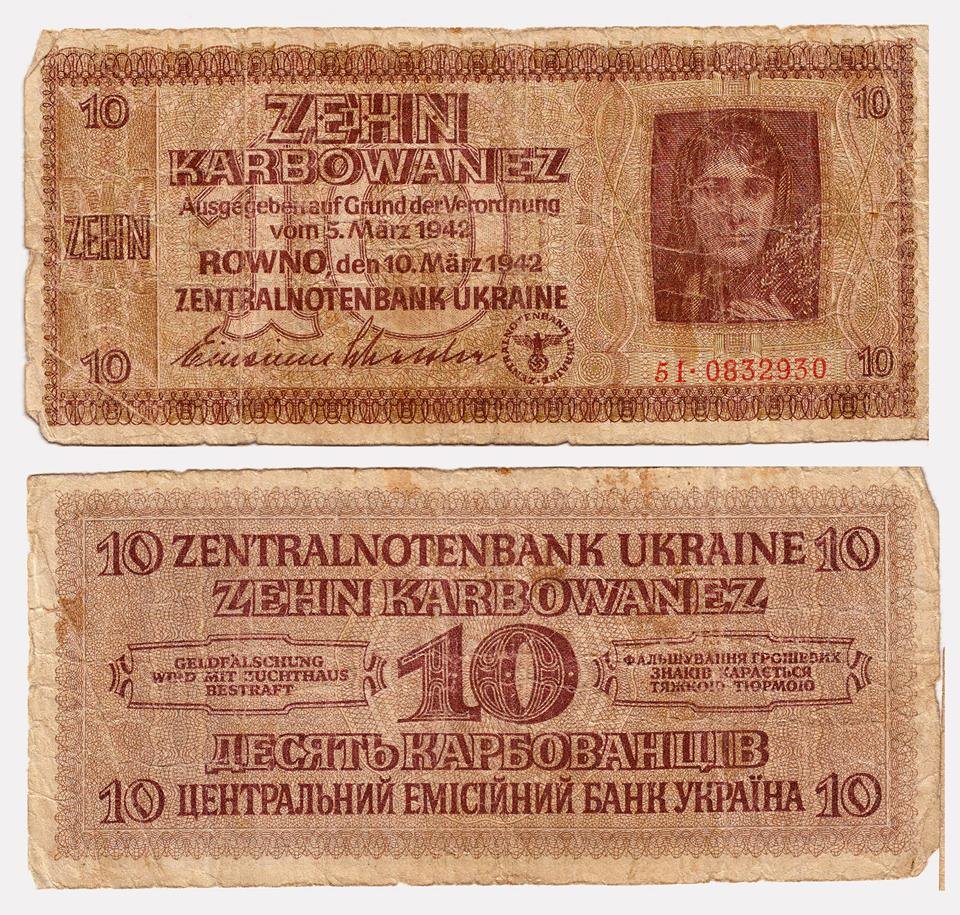 10
10
ZEHN
KARBOWANEZ
Ausgegeben auf Grund der Verordnung
vom 5. März 1942
ZEHN
ROWNO, den 10. März 1942
ZENTRALNOTENBANK UKRAINE
ZENTRALNOTENBANK UKRAINE
10
51·0832930
10
10 ZENTRALNOTENBANK UKRAINE 10
ZEHN KARBOWANEZ
GELDFÄLSCHUNG
WIRD MIT ZUCHTHAUS
BESTRAFT
10
ФАЛЬШУВАННЯ ГРОШЕВИХ
ЗНАКІВ КАРАЄТЬСЯ
ТЯЖКОЮ ТЮРМОЮ
ДЕСЯТЬ КАРБОВАНЦІВ
10 ЦЕНТРАЛЬНИЙ ЕМІСІЙНИЙ БАНК УКРАЇНА 10